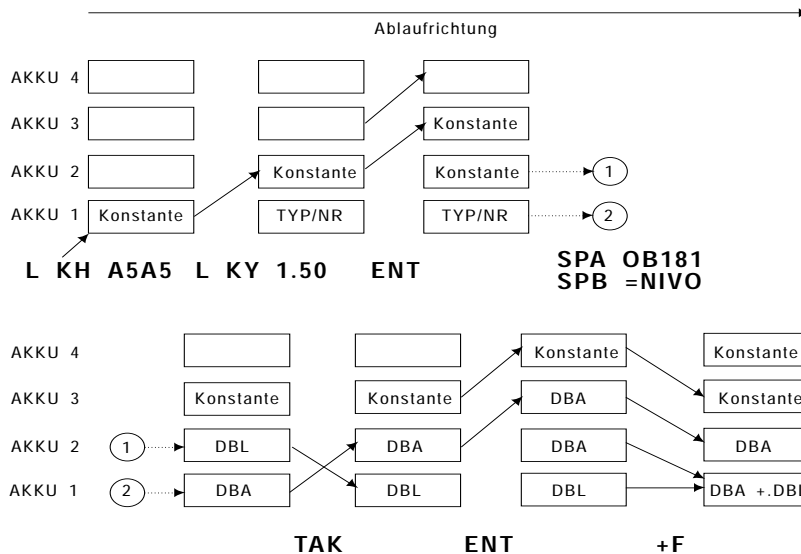 Ablaufrichtung
AKKU 4
AKKU 3 Konstante
AKKU 2 Konstante Konstante 1
AKKU 1 Konstante TYP/NR TYP/NR 2
L KH A5A5 L KY 1.50 ENT SPA OB181
SPB =NIVO
AKKU 4 Konstante Konstante
AKKU 3 Konstante Konstante DBA Konstante
AKKU 2 1 DBL DBA DBA DBA
AKKU 1 2 DBA DBL DBL DBA +.DBL
TAK ENT +F